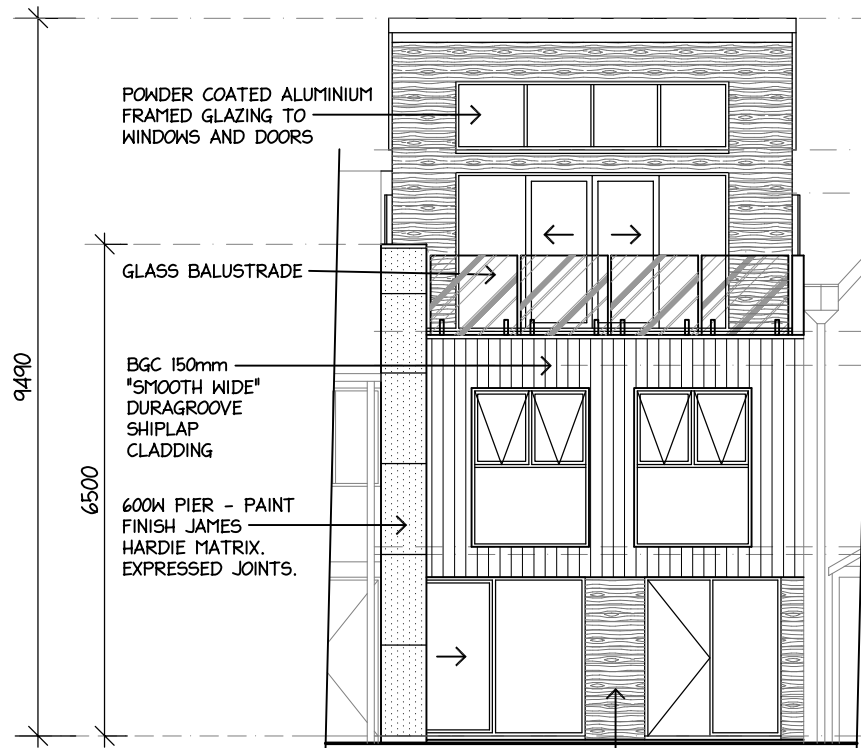 POWDER COATED ALUMINIUM
FRAMED GLAZING TO
WINDOWS AND DOORS
GLASS BALUSTRADE
BGC 150mm
"SMOOTH WIDE"
DURAGROOVE
SHIPLAP
CLADDING
600W PIER - PAINT
FINISH JAMES
HARDIE MATRIX.
EXPRESSED JOINTS.
9490
6500